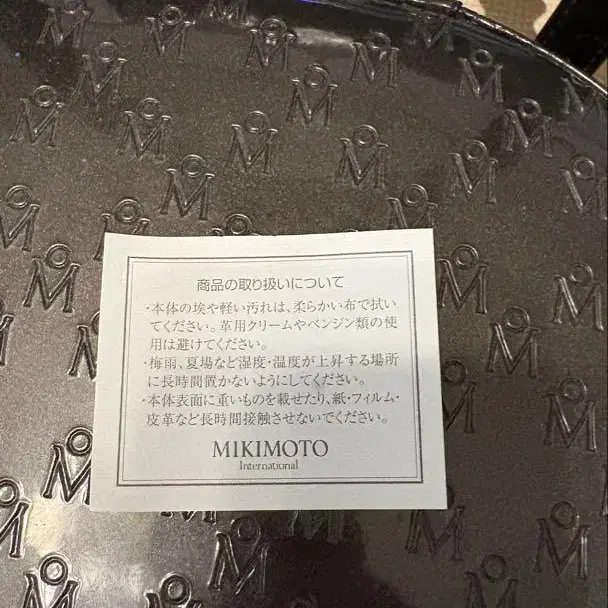 商品の取り扱いについて
・本体の埃や軽い汚れは、柔らかい布で拭い
てください。革用クリームやベンジン類の使
用は避けてください。
・梅雨、夏場など湿度・温度が上昇する場所
に長時間置かないようにしてください。
・本体表面に重いものを載せたり、紙・フィルム・
皮革など長時間接触させないでください。
MIKIMOTO
International